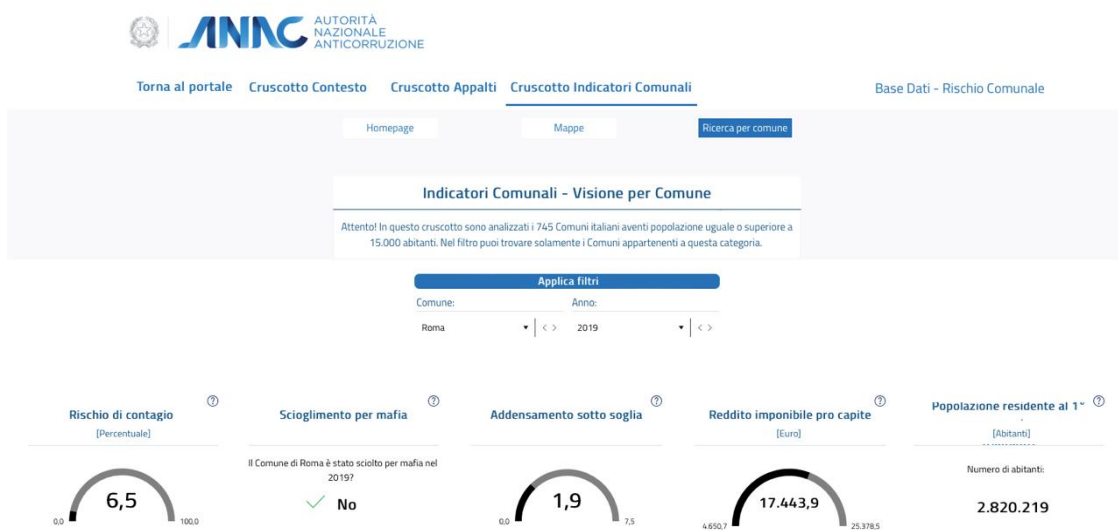 ANAC
AUTORITÀ
NAZIONALE
ANTICORRUZIONE
Torna al portale Cruscotto Contesto Cruscotto Appalti Cruscotto Indicatori Comunali Base Dati - Rischio Comunale
Homepage Mappe Ricerca per comune
Indicatori Comunali - Visione per Comune
Attento! In questo cruscotto sono analizzati i 745 Comuni italiani aventi popolazione uguale o superiore a
15.000 abitanti. Nel filtro puoi trovare solamente i Comuni appartenenti a questa categoria.
Applica filtri
Comune: Anno:
Roma < > 2019 < >
Rischio di contagio ? Scioglimento per mafia ? Addensamento sotto soglia ? Reddito imponibile pro capite ? Popolazione residente al 1° ?
[Percentuale] [Euro] [Abitanti]
Il Comune di Roma è stato sciolto per mafia nel
2019?
Numero di abitanti:
6,5 No 1,9 17.443,9 2.820.219
0,0 100,0 0,0 7,5 4.650,7 25.378,5